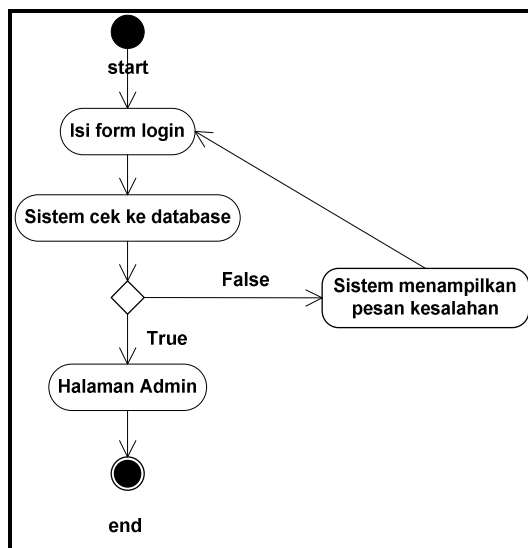 start
Isi form login
Sistem cek ke database
False
Sistem menampilkan
pesan kesalahan
True
Halaman Admin
end